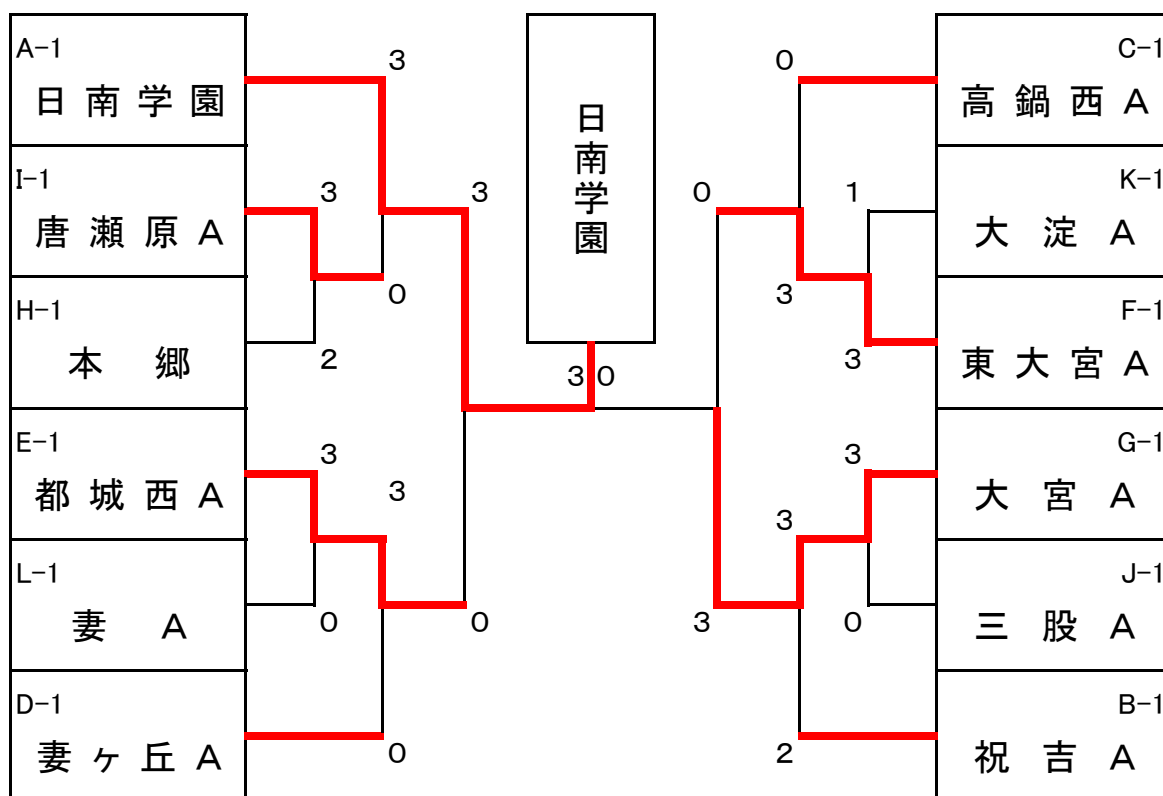 A-1
日南学園
I-1
唐瀬原 A
H-1
本郷
E-1
都城西 A
L-1
妻 A
D-1
妻ヶ丘 A
3
3
2
0
3
3
0
3
0
0
日南学園
3 0
0
1
0
3
3
3
3
3
0
2
C-1
高鍋西 A
K-1
大淀 A
F-1
東大宮 A
G-1
大宮 A
J-1
三股 A
B-1
祝吉 A